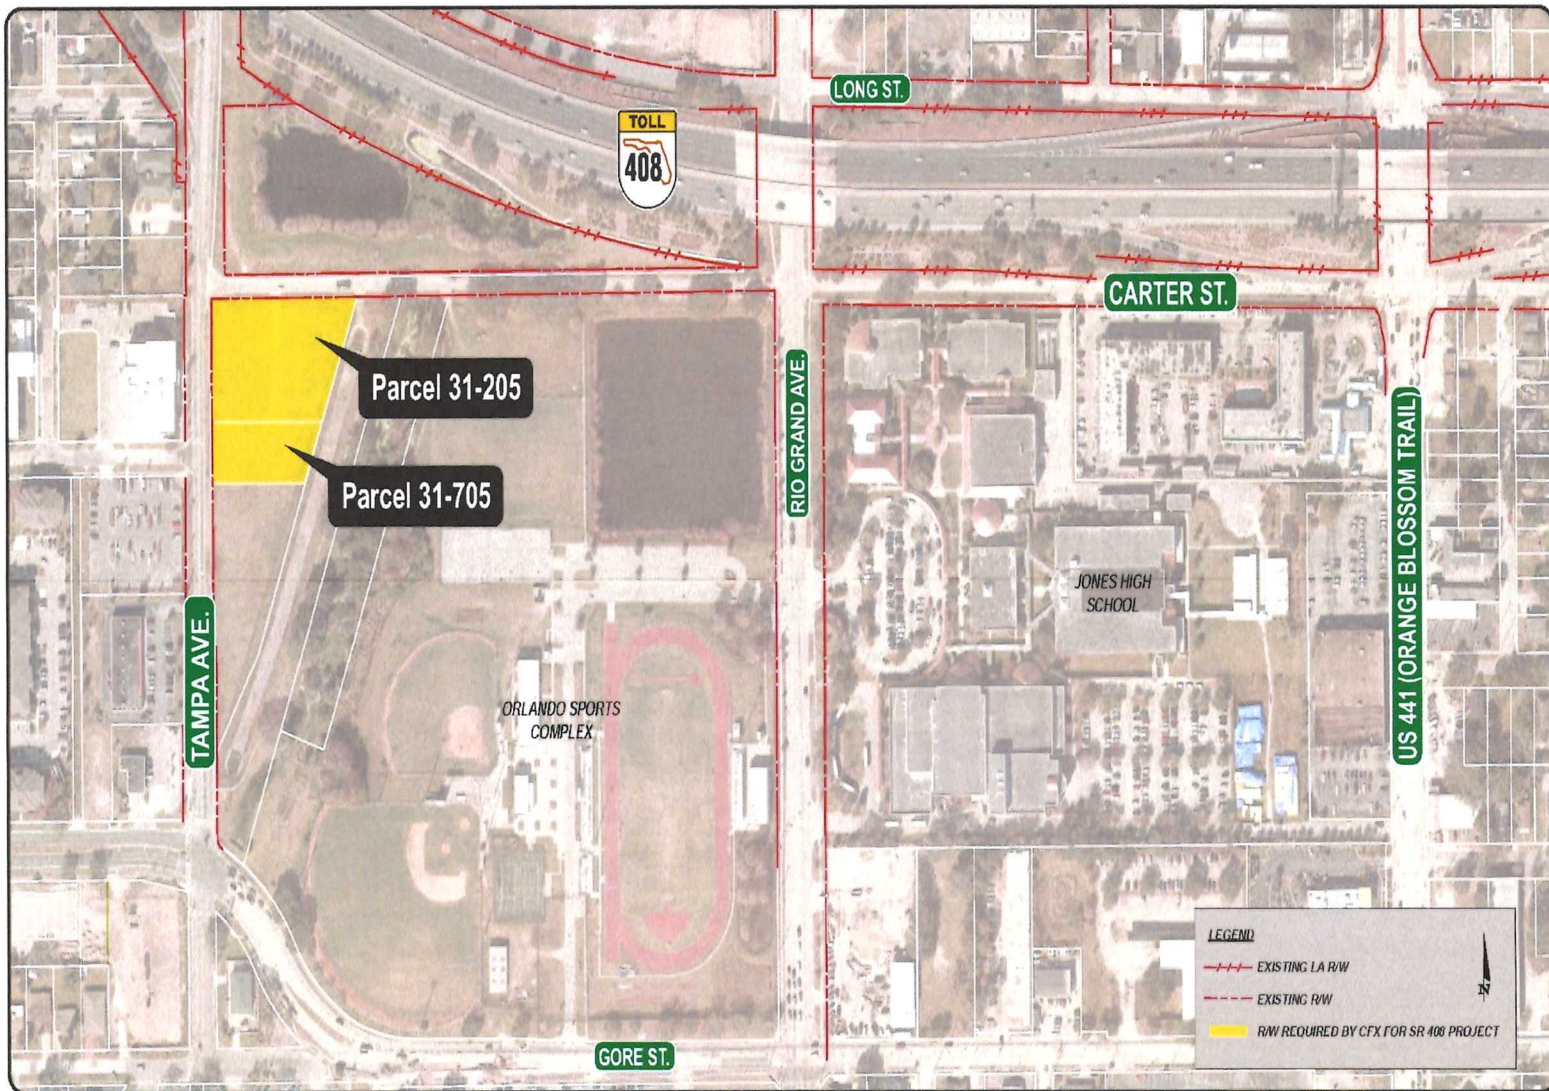 LONG ST.
TOLL
408
CARTER ST.
Parcel 31-205
Parcel 31-705
RIO GRAND AVE.
US 441 (ORANGE BLOSSOM TRAIL)
JONES HIGH
SCHOOL
TAMPA AVE.
ORLANDO SPORTS
COMPLEX
GORE ST.
LEGEND
EXISTING LA R/W
EXISTING R/W
R/W REQUIRED BY CFX FOR SR 408 PROJECT
N